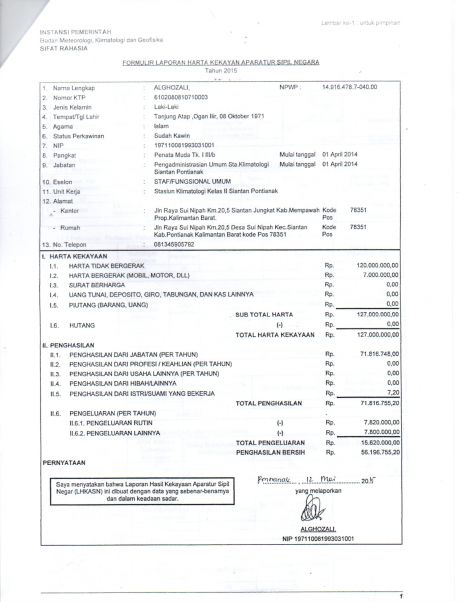 Lembar ke-1 : untuk pimpinan
INSTANSI PEMERINTAH
Badan Meteorologi, Klimatologi dan Geofisika
SIFAT RAHASIA
FORMULIR LAPORAN HARTA KEKAYAAN APARATUR SIPIL NEGARA
Tahun 2015
1. Nama Lengkap : ALGHOZALI, NPWP : 14.016.478.7-040.00
2. Nomor KTP : 6102080810710003
3. Jenis Kelamin : Laki-Laki
4. Tempat/Tgl Lahir : Tanjung Atap ,Ogan Ilir, 08 Oktober 1971
5. Agama : Islam
6. Status Perkawinan : Sudah Kawin
7. NIP : 197110081993031001
8. Pangkat : Penata Muda Tk. I III/b Mulai tanggal 01 April 2014
9. Jabatan : Pengadministrasian Umum Sta.Klimatologi Mulai tanggal 01 April 2014
Siantan Pontianak
10. Eselon : STAF/FUNGSIONAL UMUM
11. Unit Kerja : Stasiun Klimatologi Kelas II Siantan Pontianak
12. Alamat
- Kantor : Jln Raya Sui Nipah Km.20,5 Siantan Jungkat Kab.Mempawah Kode 78351
Prop.Kalimantan Barat. Pos
- Rumah : Jln Raya Sui Nipah Km.20,5 Desa Sui Nipah Kec.Siantan Kode 78351
Kab.Pontianak Kalimantan Barat kode Pos 78351 Pos
13. No. Telepon : 081345905762
I. HARTA KEKAYAAN
I.1. HARTA TIDAK BERGERAK Rp. 120.000.000,00
I.2. HARTA BERGERAK (MOBIL, MOTOR, DLL) Rp. 7.000.000,00
I.3. SURAT BERHARGA Rp. 0,00
I.4. UANG TUNAI, DEPOSITO, GIRO, TABUNGAN, DAN KAS LAINNYA Rp. 0,00
I.5. PIUTANG (BARANG, UANG) Rp. 0,00
SUB TOTAL HARTA Rp. 127.000.000,00
I.6. HUTANG (-) Rp. 0,00
TOTAL HARTA KEKAYAAN Rp. 127.000.000,00
II. PENGHASILAN
II.1. PENGHASILAN DARI JABATAN (PER TAHUN) Rp. 71.816.748,00
II.2. PENGHASILAN DARI PROFESI / KEAHLIAN (PER TAHUN) Rp. 0,00
II.3. PENGHASILAN DARI USAHA LAINNYA (PER TAHUN) Rp. 0,00
II.4. PENGHASILAN DARI HIBAH/LAINNYA Rp. 0,00
II.5. PENGHASILAN DARI ISTRI/SUAMI YANG BEKERJA Rp. 7,20
TOTAL PENGHASILAN Rp. 71.816.755,20
II.6. PENGELUARAN (PER TAHUN)
II.6.1. PENGELUARAN RUTIN (-) Rp. 7.820.000,00
II.6.2. PENGELUARAN LAINNYA (-) Rp. 7.800.000,00
TOTAL PENGELUARAN Rp. 15.620.000,00
PENGHASILAN BERSIH Rp. 56.196.755,20
PERNYATAAN
Saya menyatakan bahwa Laporan Hasil Kekayaan Aparatur Sipil
Negar (LHKASN) ini dibuat dengan data yang sebenar-benarnya
dan dalam keadaan sadar.
Pontianak, 12 Mei 2015
yang melaporkan
ALGHOZALI,
NIP 197110081993031001
1